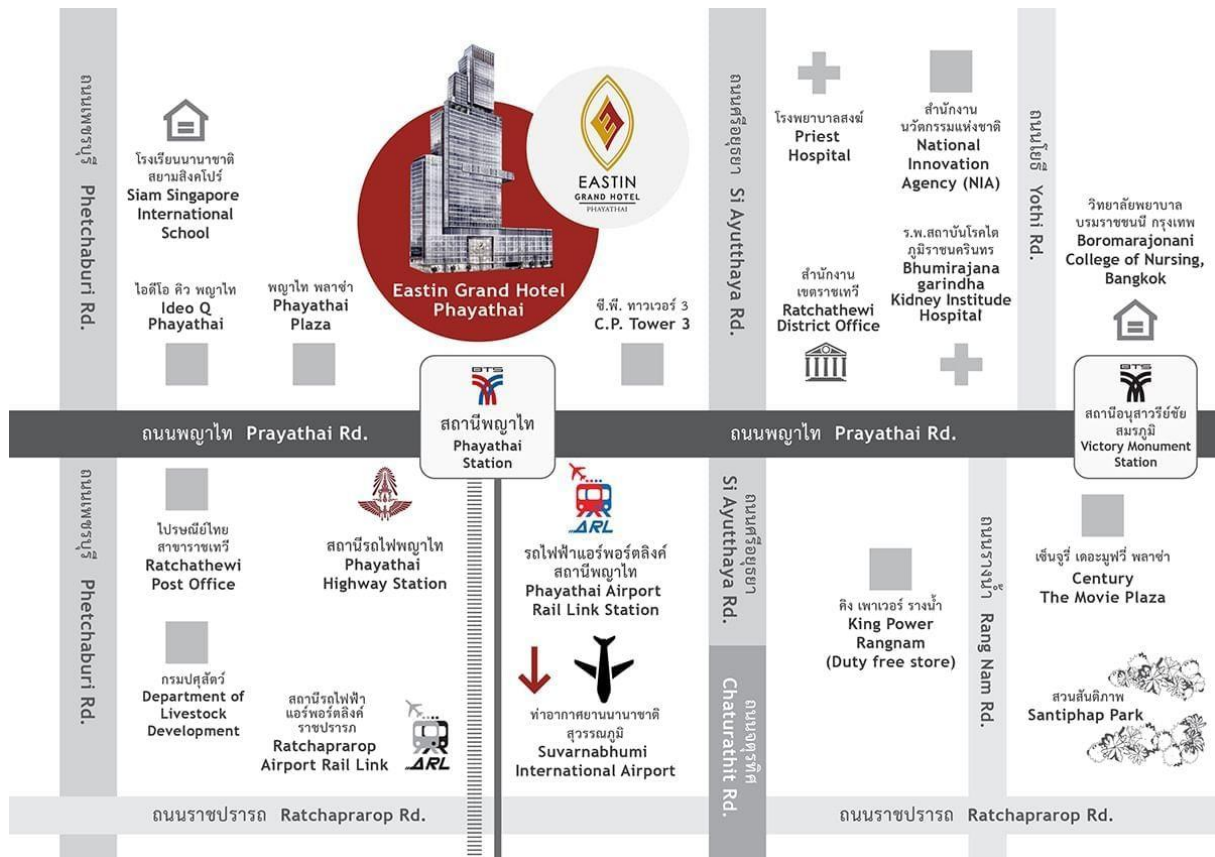 ถนนเพชรบุรี Phetchaburi Rd.
โรงเรียนนานาชาติ
สยามสิงคโปร์
Siam Singapore
International
School
ไอดีโอ คิว พญาไท
Ideo Q
Phayathai
พญาไท พลาซ่า
Phayathai
Plaza
Eastin Grand Hotel
Phayathai
EASTIN
GRAND HOTEL
PHAYATHAI
ซี.พี. ทาวเวอร์ 3
C.P. Tower 3
ถนนศรีอยุธยา Si Ayutthaya Rd.
โรงพยาบาลสงฆ์
Priest
Hospital
สำนักงาน
นวัตกรรมแห่งชาติ
National
Innovation
Agency (NIA)
สำนักงาน
เขตราชเทวี
Ratchathewi
District Office
ร.พ.สถาบันโรคไต
ภูมิราชนครินทร
Bhumirajana
garindha
Kidney Institude
Hospital
ถนนโยธี Yothi Rd.
วิทยาลัยพยาบาล
บรมราชชนนี กรุงเทพ
Boromarajonani
College of Nursing,
Bangkok
ถนนพญาไท Prayathai Rd.
BTS
สถานีพญาไท
Phayathai
Station
ถนนพญาไท Prayathai Rd.
BTS
สถานีอนุสาวรีย์ชัย
สมรภูมิ
Victory Monument
Station
ถนนเพชรบุรี Phetchaburi Rd.
ไปรษณีย์ไทย
สาขาราชเทวี
Ratchathewi
Post Office
สถานีรถไฟพญาไท
Phayathai
Highway Station
ARL
รถไฟฟ้าแอร์พอร์ตลิงค์
สถานีพญาไท
Phayathai Airport
Rail Link Station
ถนนศรีอยุธยา
Si Ayutthaya Rd.
คิง เพาเวอร์ รางน้ำ
King Power
Rangnam
(Duty free store)
ถนนรางน้ำ Rang Nam Rd.
เซ็นจูรี่ เดอะมูฟวี่ พลาซ่า
Century
The Movie Plaza
กรมปศุสัตว์
Department of
Livestock
Development
สถานีรถไฟฟ้า
แอร์พอร์ตลิงค์
ราชปรารภ
Ratchaprarop
Airport Rail Link
ARL
ท่าอากาศยานนานาชาติ
สุวรรณภูมิ
Suvarnabhumi
International Airport
ถนนจตุรทิศ
Chaturathit Rd.
สวนสันติภาพ
Santiphap Park
ถนนราชปรารถ Ratchaprarop Rd.
ถนนราชปรารถ Ratchaprarop Rd.